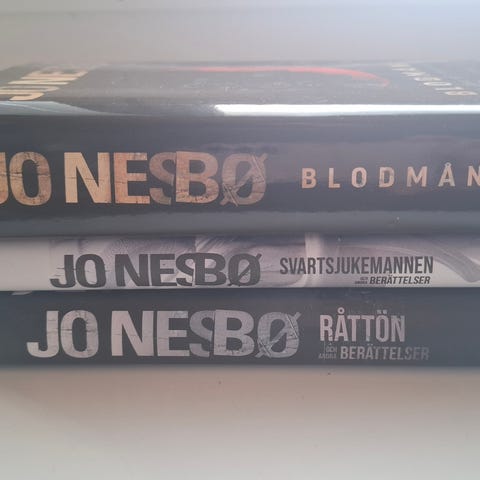 JO NESBØ BLODMÅN
JO NESBØ SVARTSJUKEMANNEN
OCH ANDRA BERÄTTELSER
JO NESBØ RÅTTÖN
OCH ANDRA BERÄTTELSER